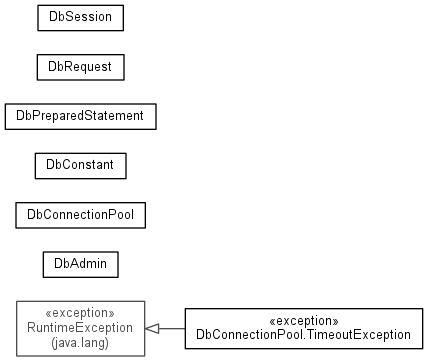 DbSession
DbRequest
DbPreparedStatement
DbConstant
DbConnectionPool
DbAdmin
«exception»
RuntimeException
(java.lang)
«exception»
DbConnectionPool.TimeoutException